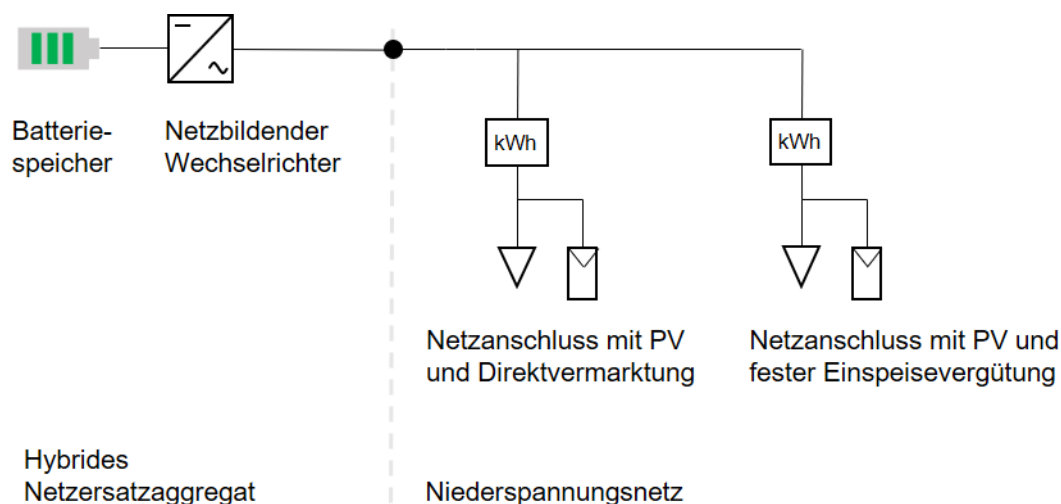 Batterie-
speicher
Netzbildender
Wechselrichter
kWh
kWh
Netzanschluss mit PV
und Direktvermarktung
Netzanschluss mit PV und
fester Einspeisevergütung
Hybrides
Netzersatzaggregat
Niederspannungsnetz